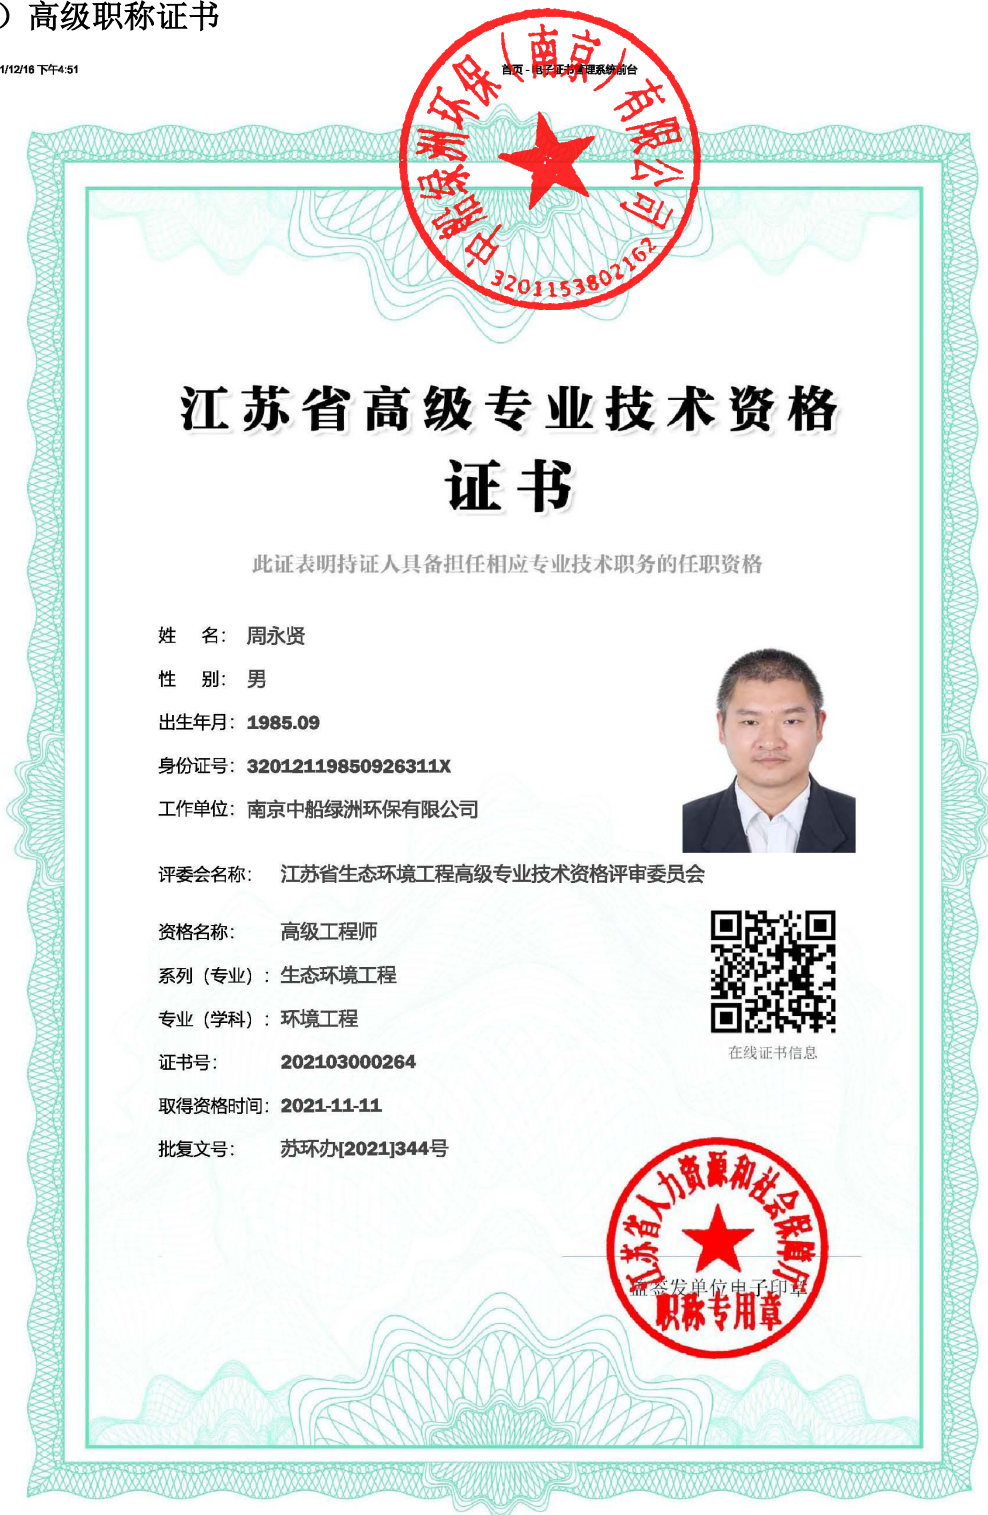 ）高级职称证书
1/12/16 下午4:51
首页 - 电子证书管理系统前台
中船绿洲环保（南京）有限公司
3201153802162
江苏省高级专业技术资格
证书
此证表明持证人具备担任相应专业技术职务的任职资格
姓 名： 周永贤
性 别： 男
出生年月： 1985.09
身份证号： 32012119850926311X
工作单位： 南京中船绿洲环保有限公司
评委会名称： 江苏省生态环境工程高级专业技术资格评审委员会
资格名称： 高级工程师
系列（专业）： 生态环境工程
专业（学科）： 环境工程
证书号： 202103000264
取得资格时间： 2021-11-11
批复文号： 苏环办[2021]344号
在线证书信息
江苏省人力资源和社会保障厅
盖签发单位电子印章
职称专用章